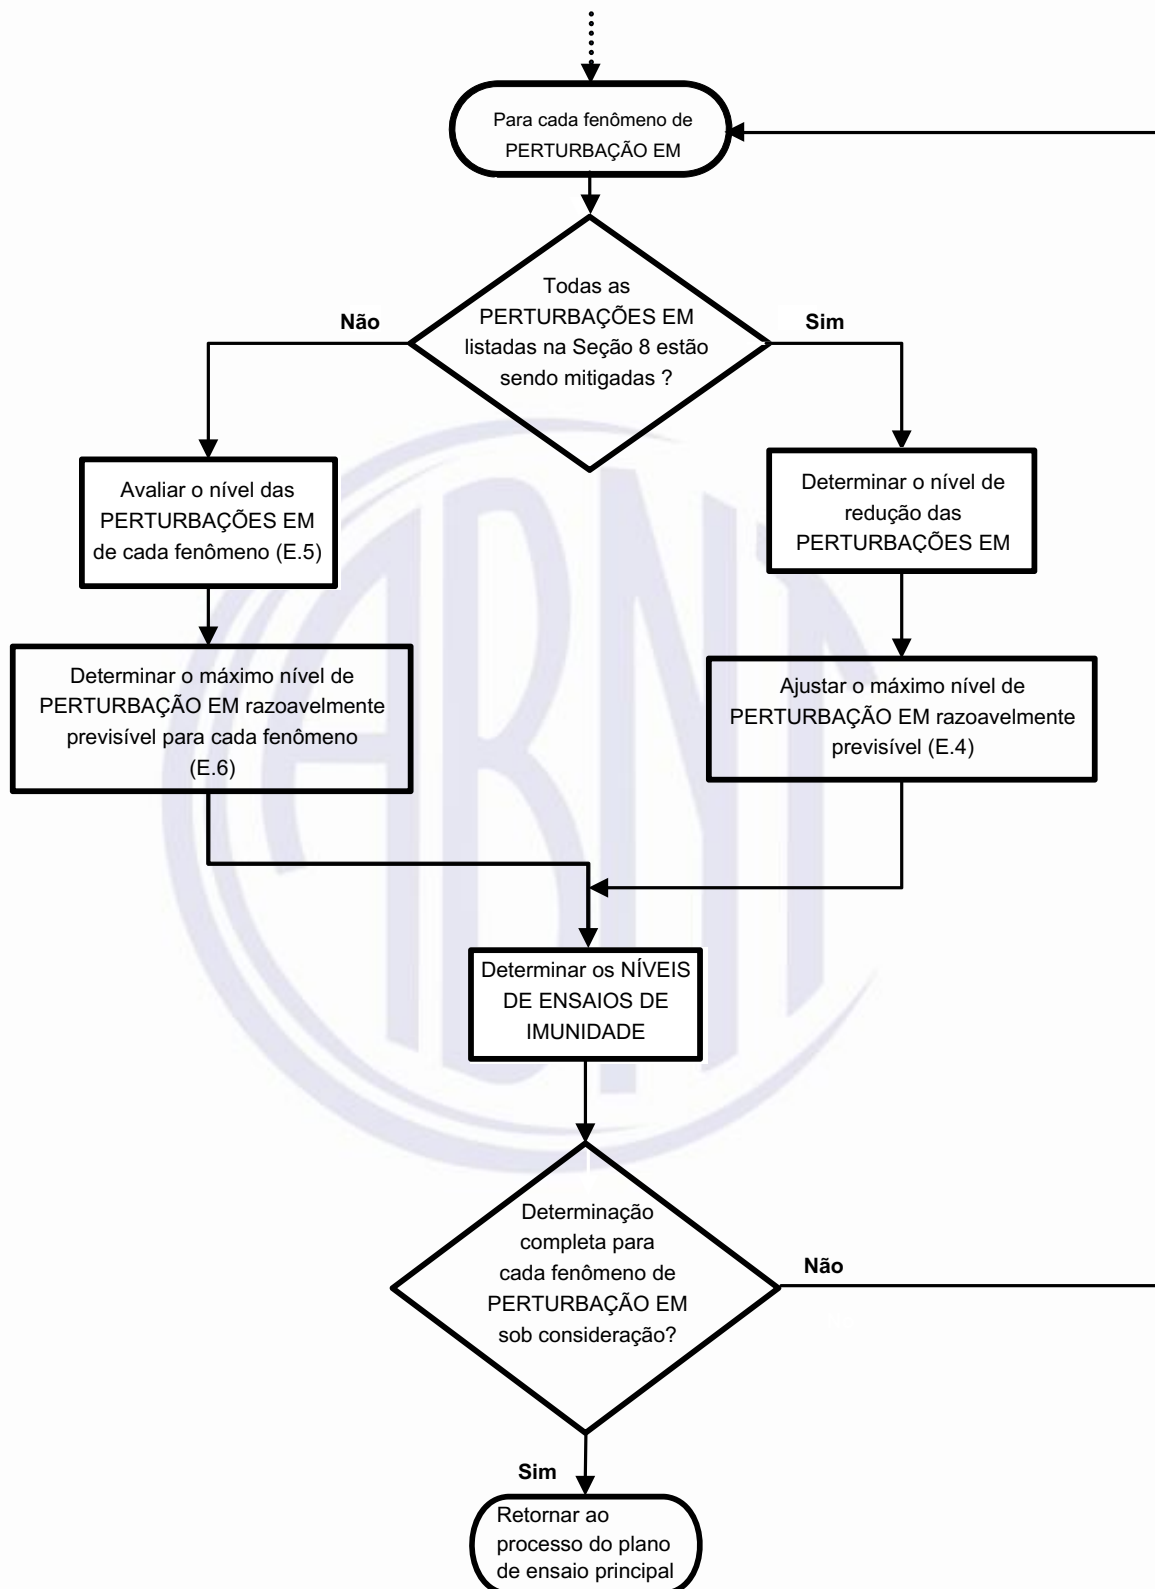 Para cada fenômeno de
PERTURBAÇÃO EM
Todas as
PERTURBAÇÕES EM
listadas na Seção 8 estão
sendo mitigadas ?
Não
Sim
Avaliar o nível das
PERTURBAÇÕES EM
de cada fenômeno (E.5)
Determinar o nível de
redução das
PERTURBAÇÕES EM
Determinar o máximo nível de
PERTURBAÇÃO EM razoavelmente
previsível para cada fenômeno
(E.6)
Ajustar o máximo nível de
PERTURBAÇÃO EM razoavelmente
previsível (E.4)
ABNT
Determinar os NÍVEIS
DE ENSAIOS DE
IMUNIDADE
Determinação
completa para
cada fenômeno de
PERTURBAÇÃO EM
sob consideração?
Não
Sim
Retornar ao
processo do plano
de ensaio principal